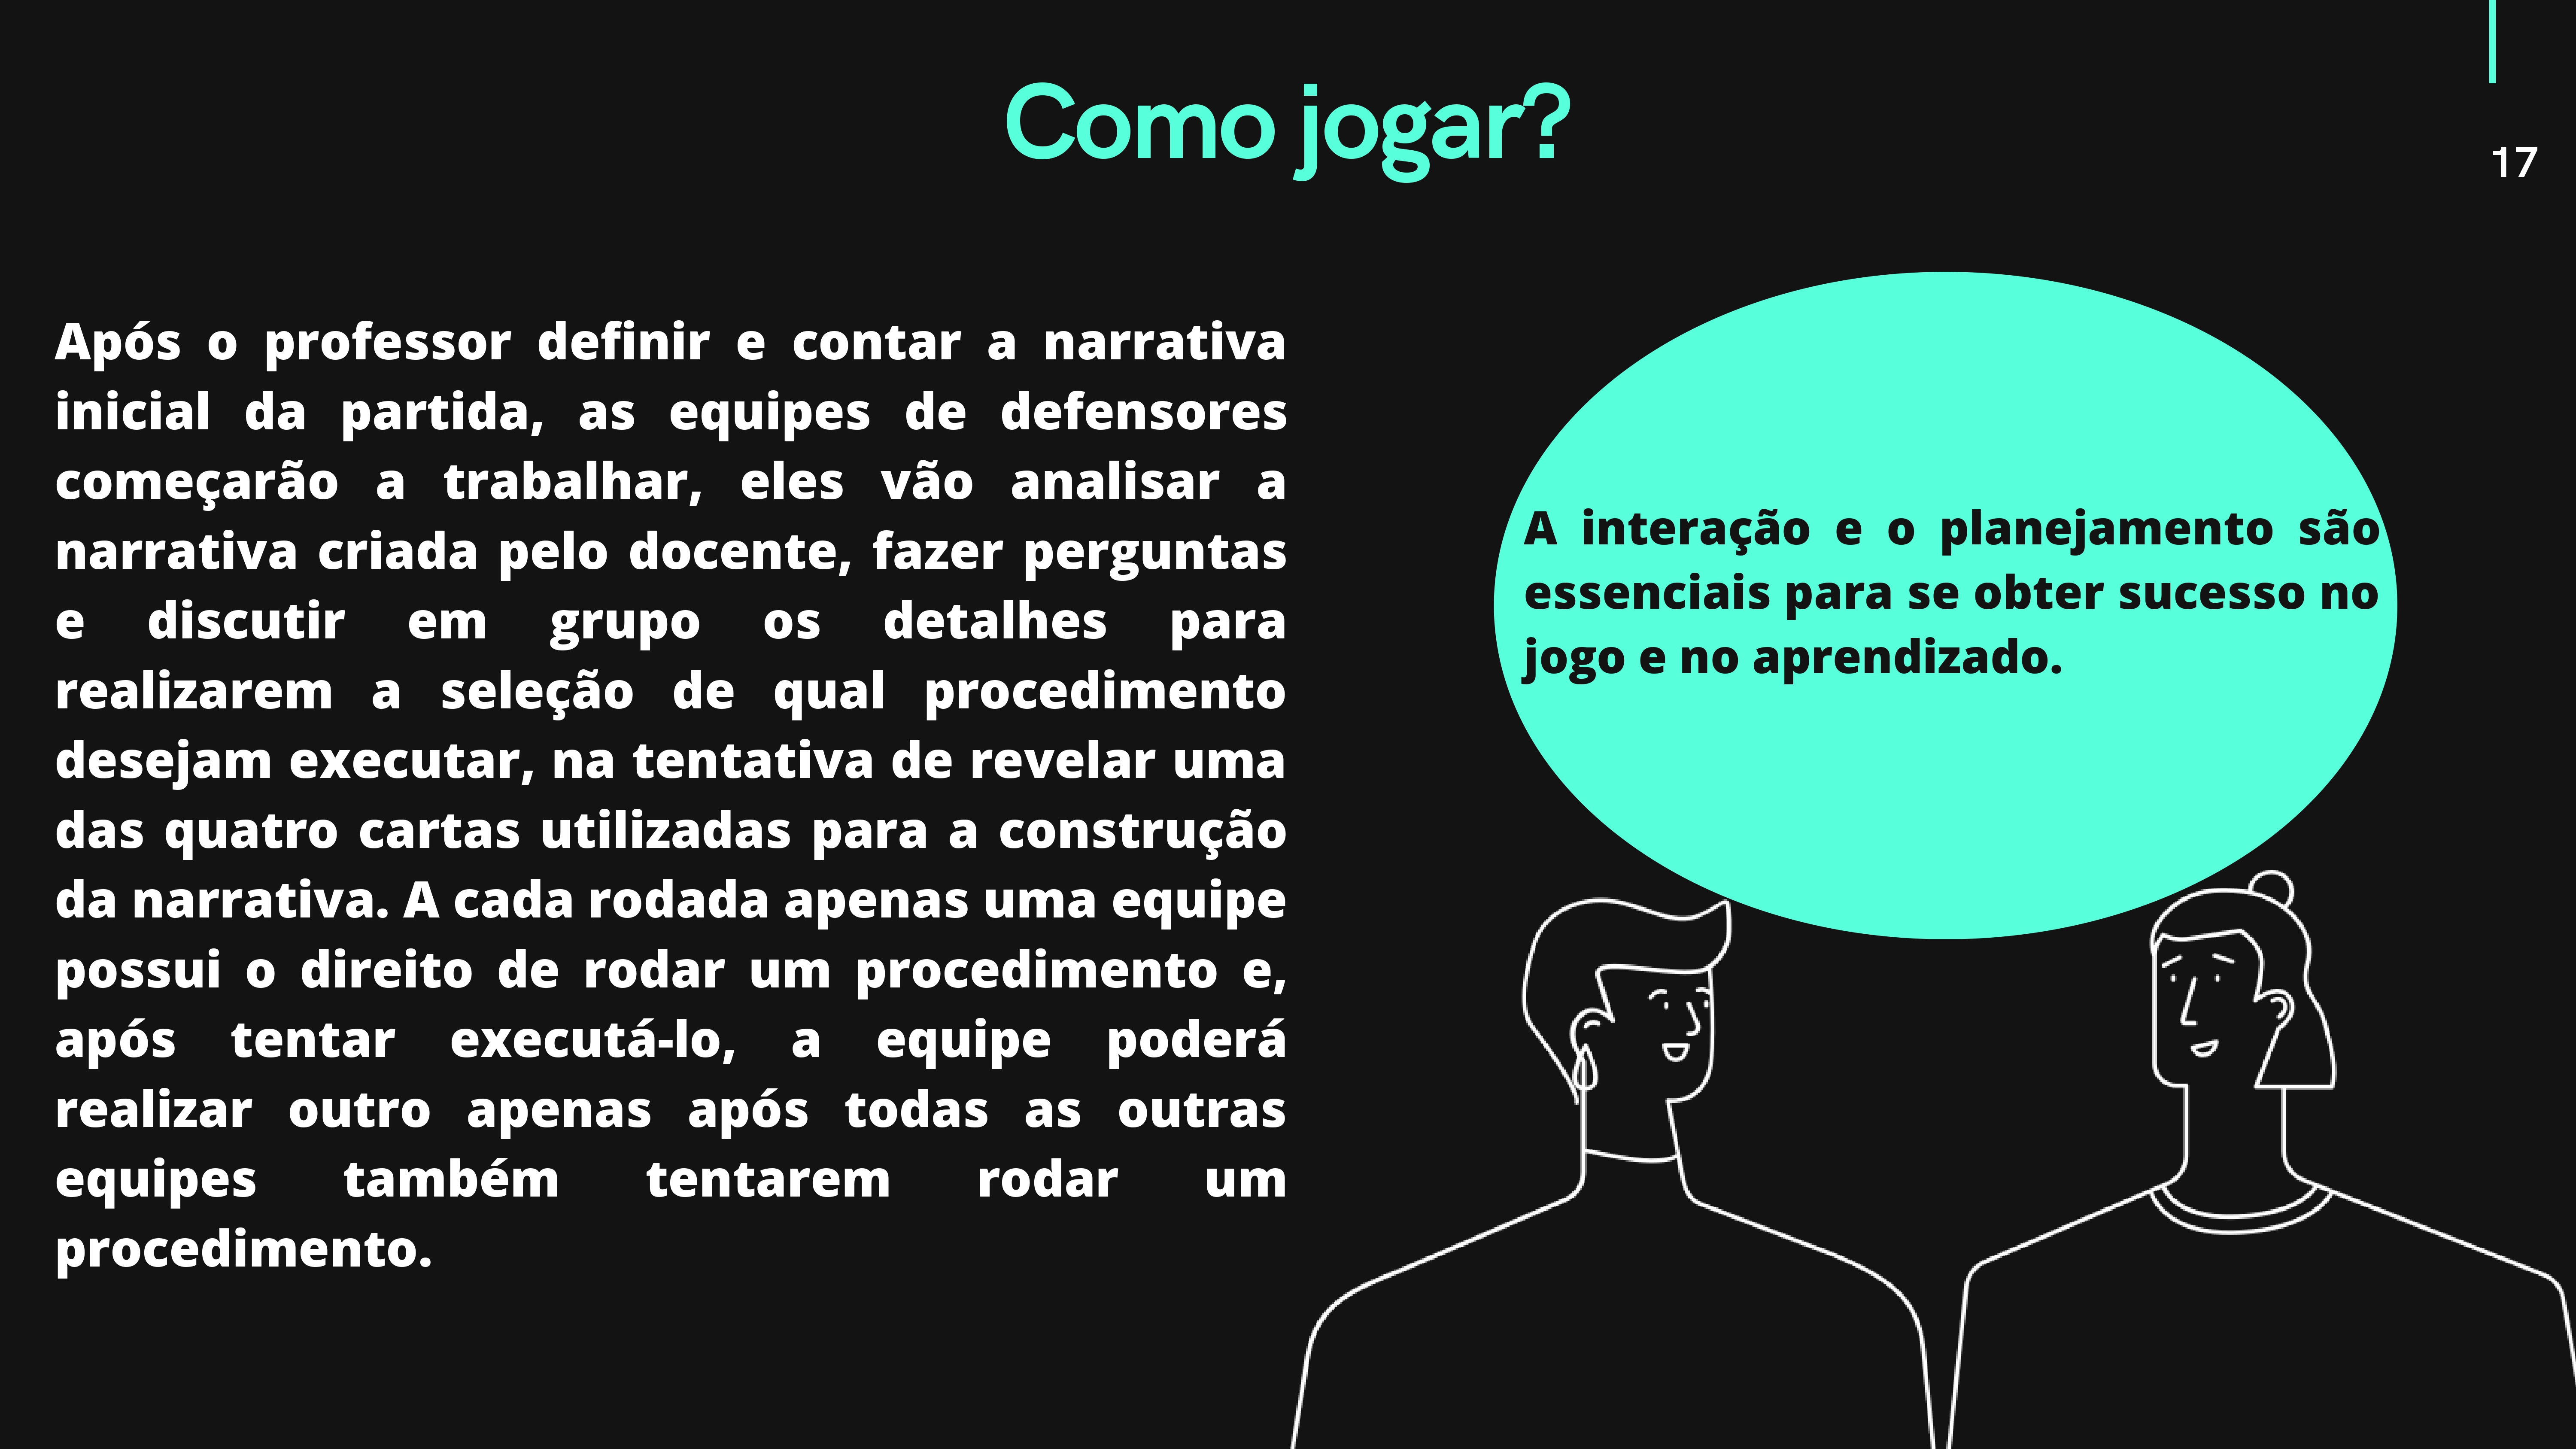 Como jogar?
17
Após o professor definir e contar a narrativa
inicial da partida, as equipes de defensores
começarão a trabalhar, eles vão analisar a
narrativa criada pelo docente, fazer perguntas
e discutir em grupo os detalhes para
realizarem a seleção de qual procedimento
desejam executar, na tentativa de revelar uma
das quatro cartas utilizadas para a construção
da narrativa. A cada rodada apenas uma equipe
possui o direito de rodar um procedimento e,
após tentar executá-lo, a equipe poderá
realizar outro apenas após todas as outras
equipes também tentarem rodar um
procedimento.
A interação e o planejamento são
essenciais para se obter sucesso no
jogo e no aprendizado.